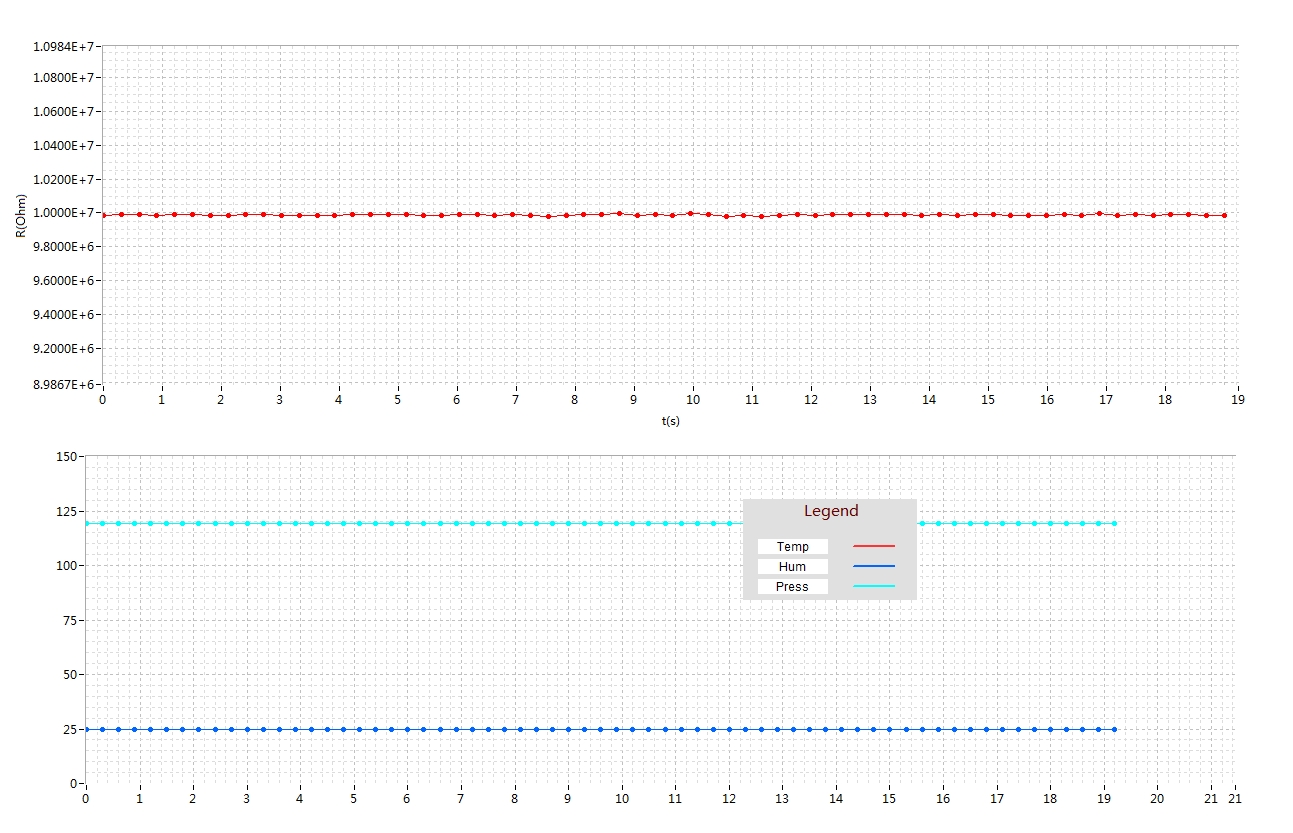 1.0984E+7
1.0800E+7
1.0600E+7
1.0400E+7
1.0200E+7
1.0000E+7
9.8000E+6
9.6000E+6
9.4000E+6
9.2000E+6
8.9867E+6
R(Ohm)
0 1 2 3 4 5 6 7 8 9 10 11 12 13 14 15 16 17 18 19
t(s)
150
125
100
75
50
25
0
Legend
Temp
Hum
Press
0 1 2 3 4 5 6 7 8 9 10 11 12 13 14 15 16 17 18 19 20 21 21